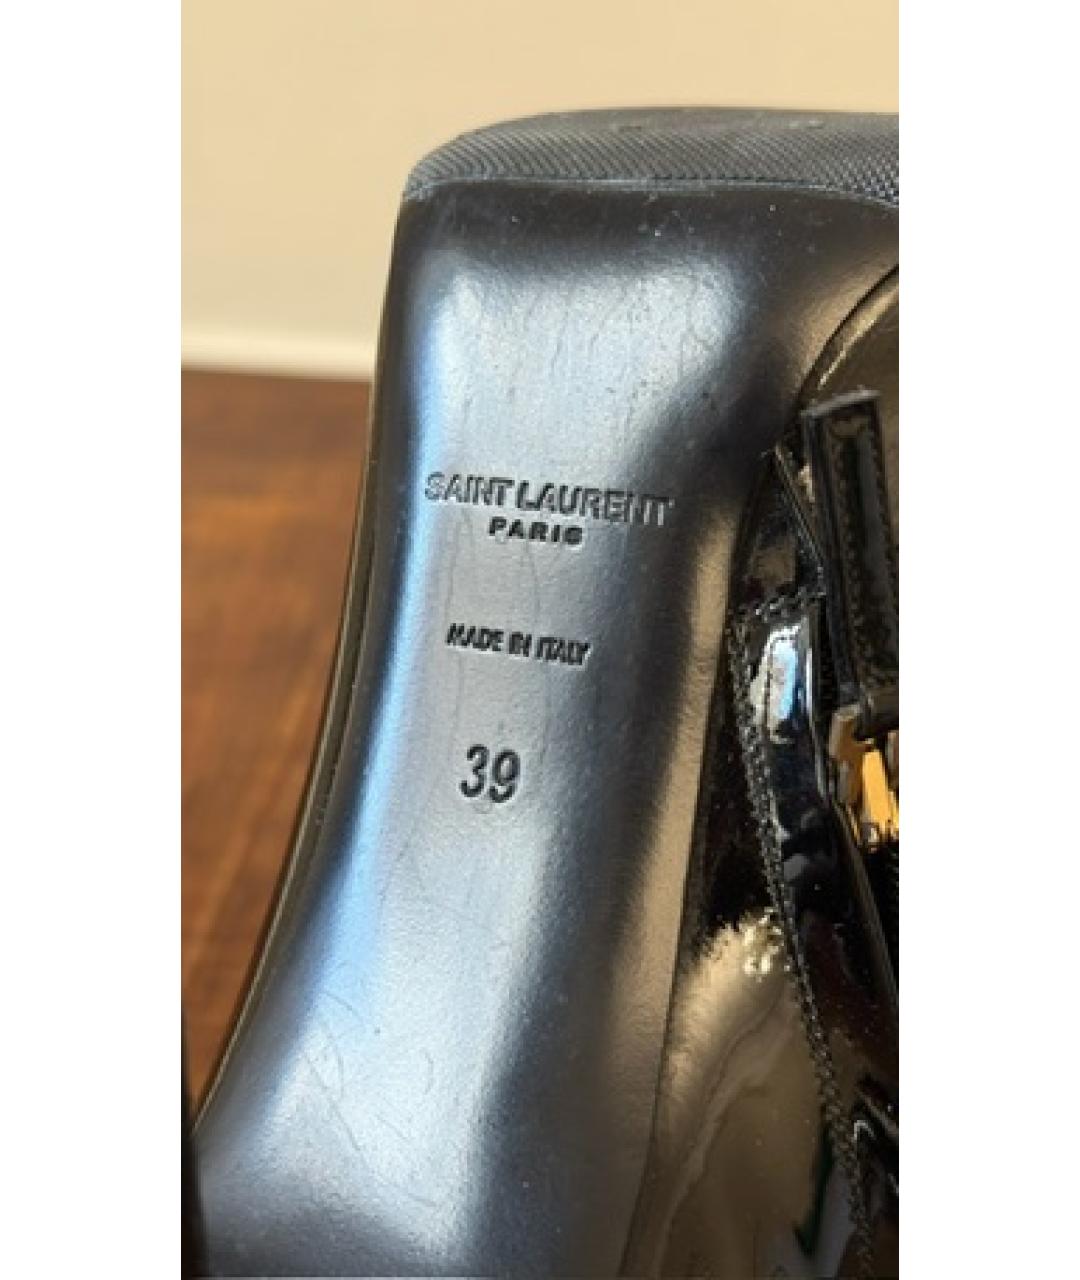 SAINT LAURENT
PARIS
MADE IN ITALY
39